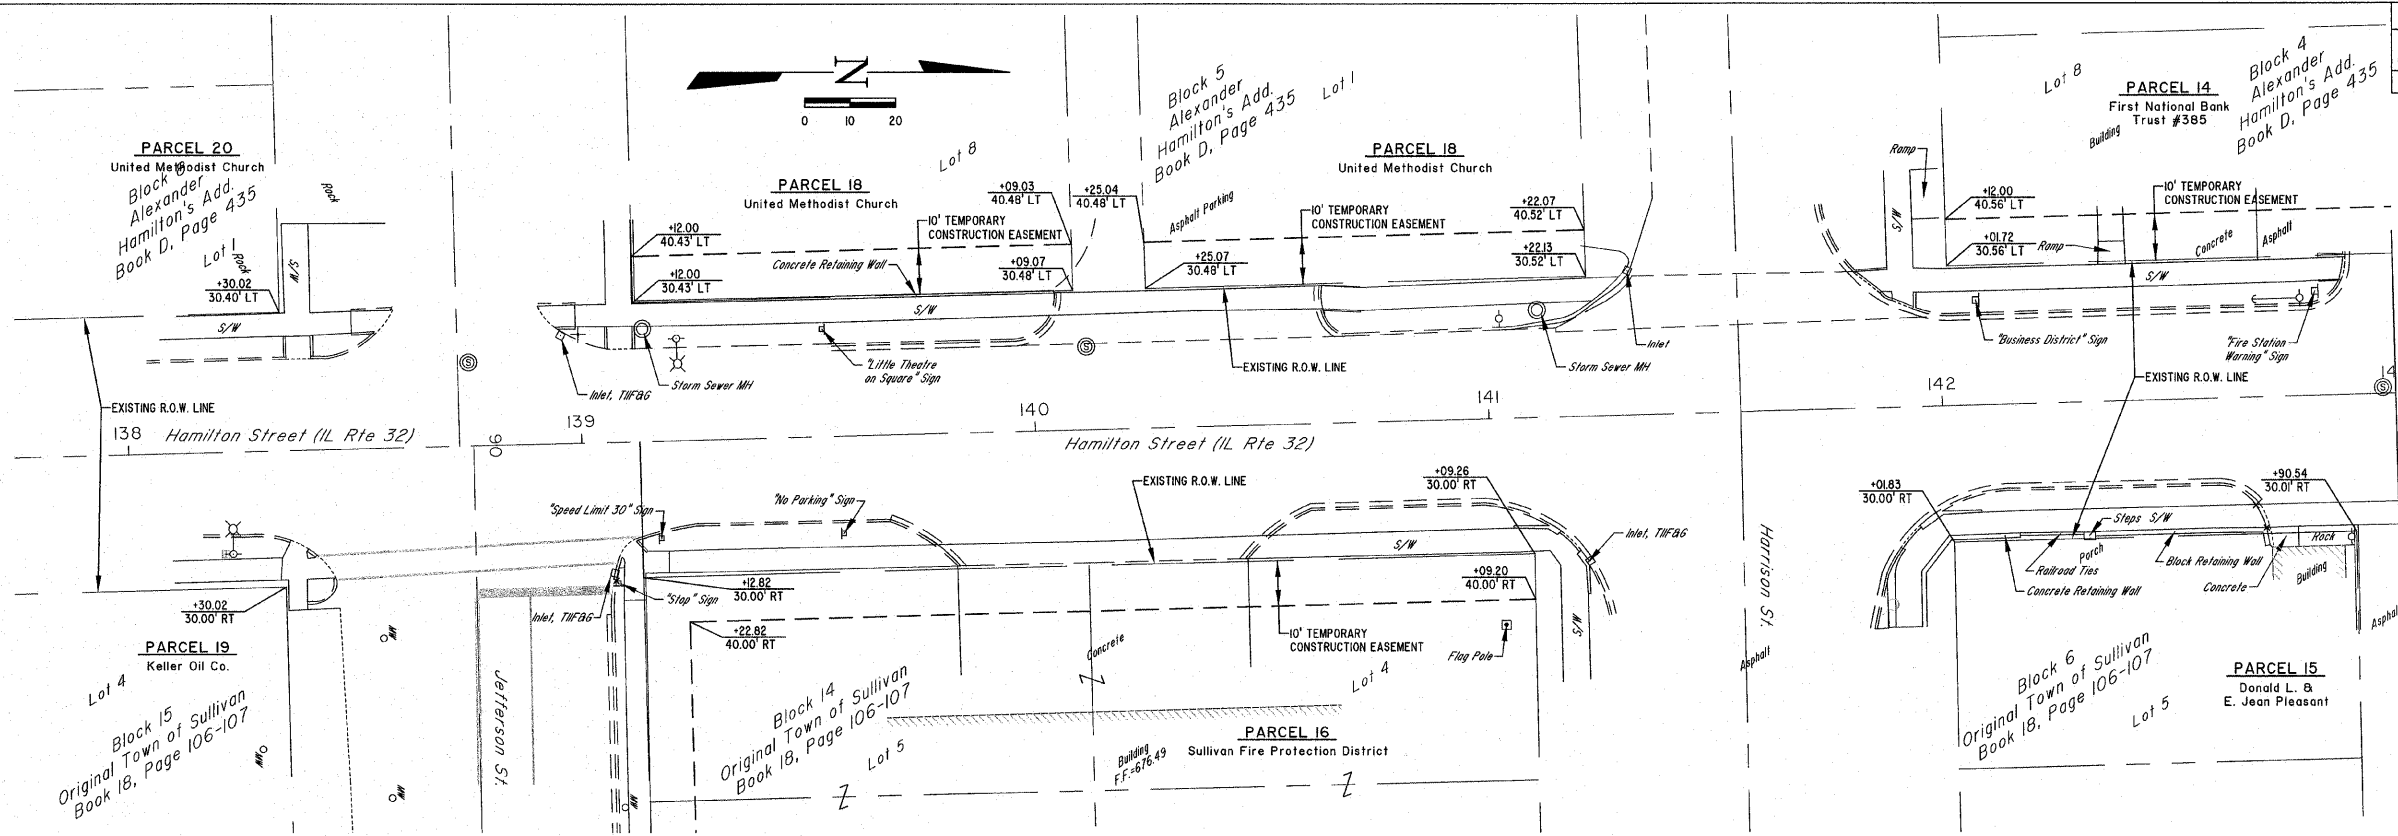 PARCEL 20
United Methodist Church
Block 6
Alexander
Hamilton's Add.
Book D, Page 435
Lot 1
Rock
Rock
S/W
+30.02
30.40' LT
S/W
EXISTING R.O.W. LINE
138
Hamilton Street (IL Rte 32)
S
90
+30.02
30.00' RT
PARCEL 19
Keller Oil Co.
Lot 4
Block 15
Original Town of Sullivan
Book 18, Page 106-107
MW
MW
MW
MW
Jefferson St.
N
0 10 20
Lot 8
PARCEL 18
United Methodist Church
+12.00
40.43' LT
+12.00
30.43' LT
10' TEMPORARY
CONSTRUCTION EASEMENT
Concrete Retaining Wall
+09.03
40.48' LT
+09.07
30.48' LT
+25.04
40.48' LT
+25.07
30.48' LT
S/W
Inlet, TIIF&G
Storm Sewer MH
"Little Theatre
on Square" Sign
S
139
140
141
142
Hamilton Street (IL Rte 32)
Block 5
Alexander
Hamilton's Add.
Book D, Page 435
Lot 1
Asphalt Parking
PARCEL 18
United Methodist Church
10' TEMPORARY
CONSTRUCTION EASEMENT
+22.07
40.52' LT
+22.13
30.52' LT
EXISTING R.O.W. LINE
Storm Sewer MH
Inlet
"Speed Limit 30" Sign
"No Parking" Sign
EXISTING R.O.W. LINE
+09.26
30.00' RT
S/W
+12.82
30.00' RT
"Stop" Sign
Inlet, TIIF&G
+22.82
40.00' RT
+09.20
40.00' RT
10' TEMPORARY
CONSTRUCTION EASEMENT
Flag Pole
Inlet, TIIF&G
S/W
Concrete
Block 14
Original Town of Sullivan
Book 18, Page 106-107
Lot 5
Lot 4
PARCEL 16
Sullivan Fire Protection District
Building
F.F.=676.49
Harrison St.
Asphalt
Lot 8
PARCEL 14
First National Bank
Trust #385
Building
Block 4
Alexander
Hamilton's Add.
Book D, Page 435
Ramp
S/W
+12.00
40.56' LT
+01.72
30.56' LT
Ramp
10' TEMPORARY
CONSTRUCTION EASEMENT
Concrete
Asphalt
S/W
"Business District" Sign
"Fire Station
Warning" Sign
EXISTING R.O.W. LINE
14
S
+01.83
30.00' RT
+90.54
30.01' RT
Steps
S/W
Porch
Railroad Ties
Concrete Retaining Wall
Block Retaining Wall
Concrete
Rock
Building
Asphal
Block 6
Original Town of Sullivan
Book 18, Page 106-107
Lot 5
PARCEL 15
Donald L. &
E. Jean Pleasant